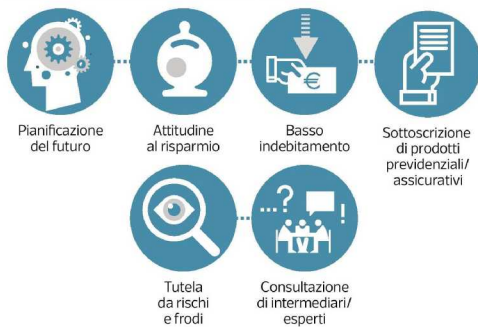 €
Pianificazione
del futuro
Attitudine
al risparmio
Basso
indebitamento
Sottoscrizione
di prodotti
previdenziali/
assicurativi
...?
!
Tutela
da rischi
e frodi
Consultazione
di intermediari/
esperti